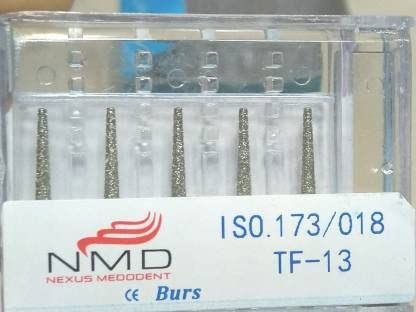 ISO.173/018
NMD
TF-13
NEXUS MEDODENT
CE Burs